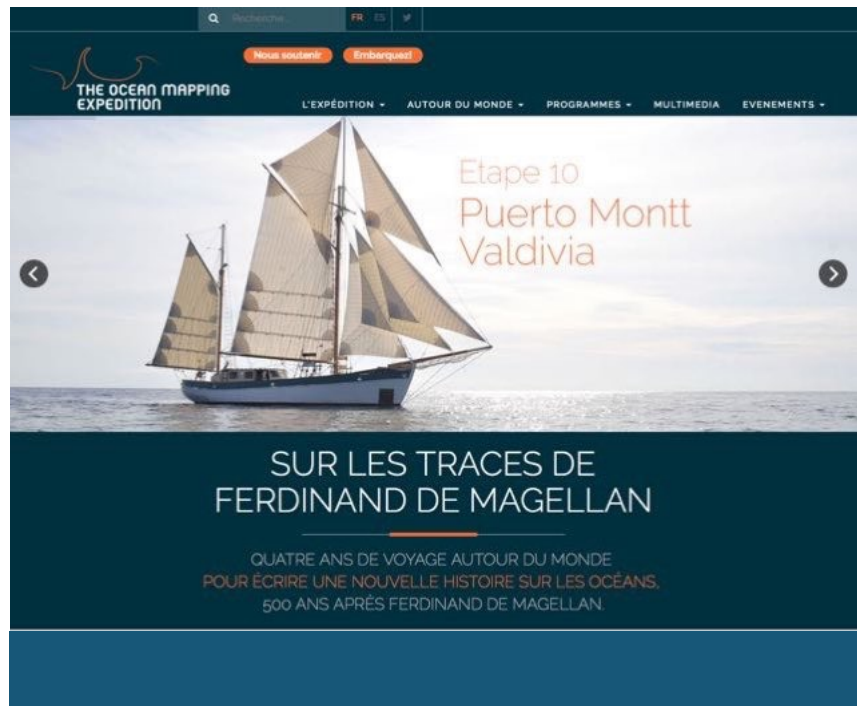 Recherche...
FR ES
Nous soutenir Embarquez!
THE OCEAN MAPPING
EXPEDITION
L'EXPÉDITION AUTOUR DU MONDE PROGRAMMES MULTIMEDIA EVENEMENTS
Etape 10
Puerto Montt
Valdivia
SUR LES TRACES DE
FERDINAND DE MAGELLAN
QUATRE ANS DE VOYAGE AUTOUR DU MONDE
POUR ÉCRIRE UNE NOUVELLE HISTOIRE SUR LES OCÉANS,
500 ANS APRÈS FERDINAND DE MAGELLAN.